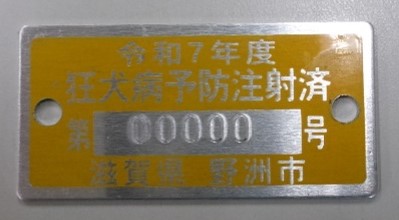 令和7年度
狂犬病予防注射済
第 00000 号
滋賀県 野洲市